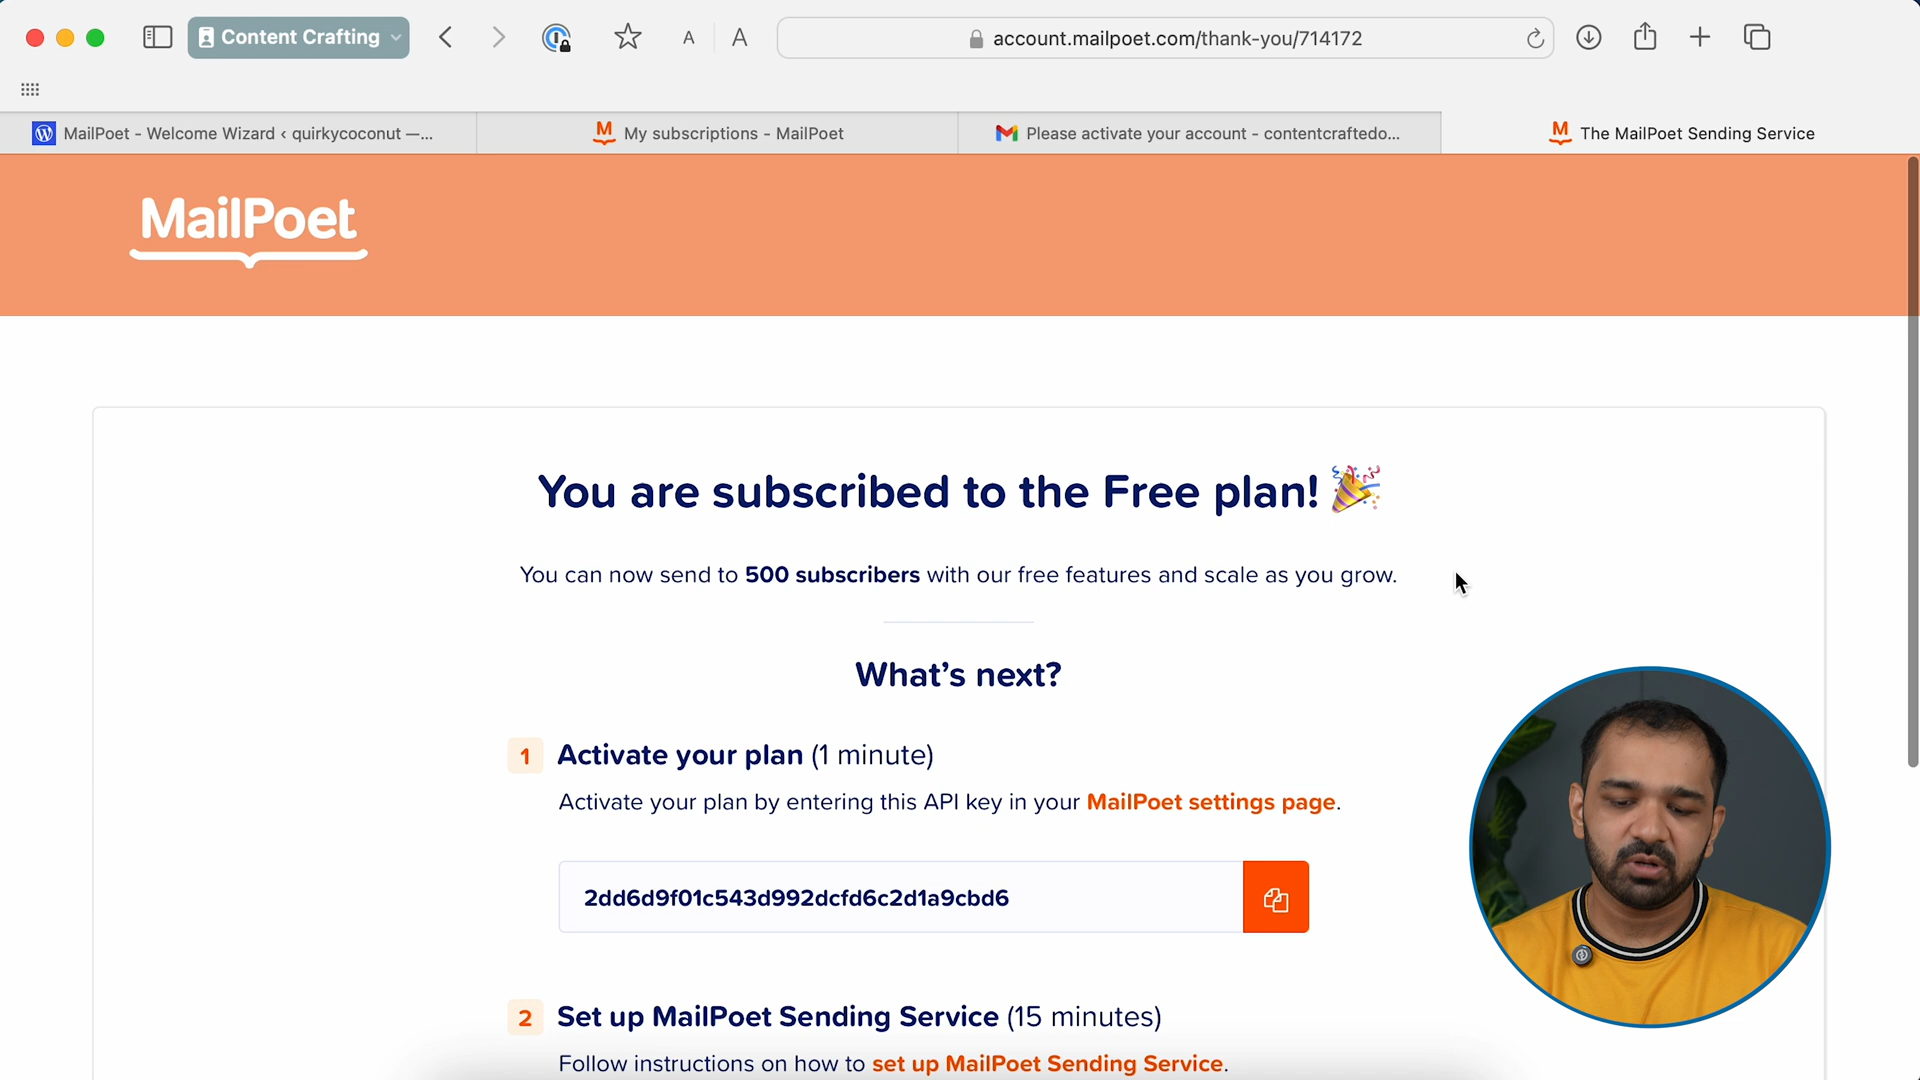 Content Crafting
A A
account.mailpoet.com/thank-you/714172
MailPoet - Welcome Wizard ‹ quirkycoconut —...
My subscriptions - MailPoet
Please activate your account - contentcraftedo...
The MailPoet Sending Service
MailPoet
You are subscribed to the Free plan! 🎉
You can now send to 500 subscribers with our free features and scale as you grow.
What's next?
1 Activate your plan (1 minute)
Activate your plan by entering this API key in your MailPoet settings page.
2dd6d9f01c543d992dcfd6c2d1a9cbd6
2 Set up MailPoet Sending Service (15 minutes)
Follow instructions on how to set up MailPoet Sending Service.